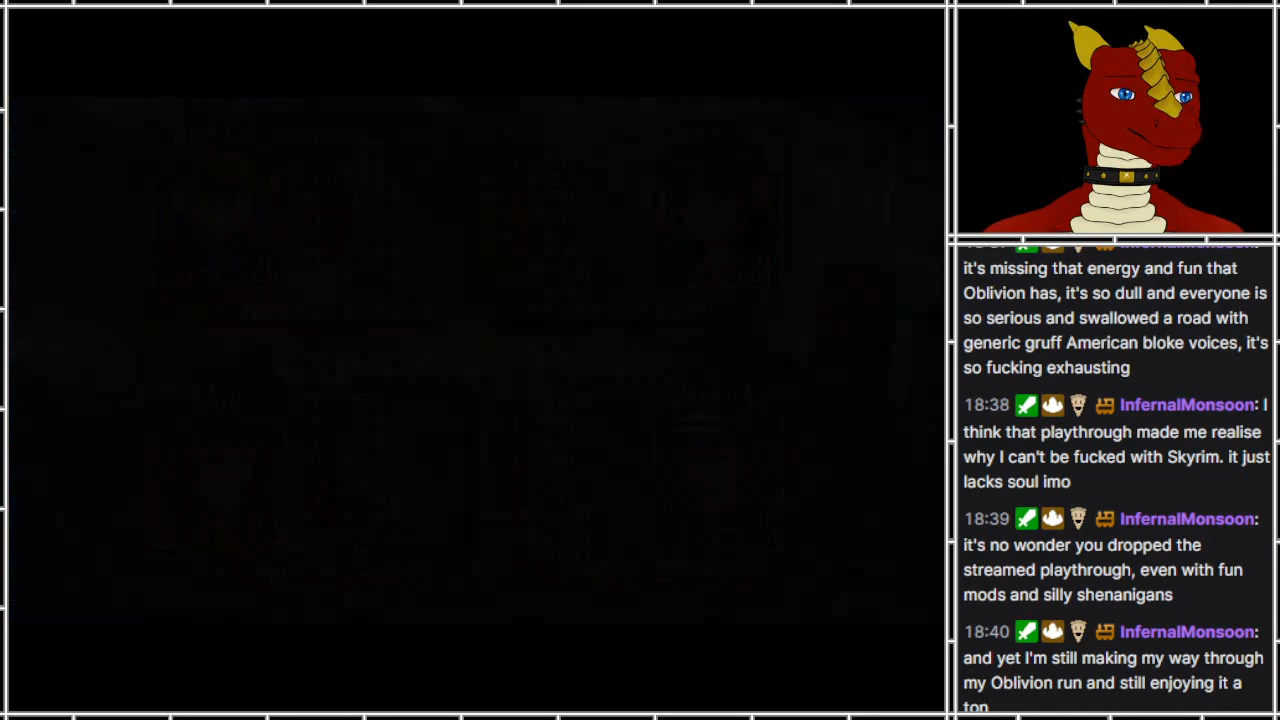 it's missing that energy and fun that
Oblivion has, it's so dull and everyone is
so serious and swallowed a road with
generic gruff American bloke voices, it's
so fucking exhausting
18:38 InfernalMonsoon: I
think that playthrough made me realise
why I can't be fucked with Skyrim. it just
lacks soul imo
18:39 InfernalMonsoon:
it's no wonder you dropped the
streamed playthrough, even with fun
mods and silly shenanigans
18:40 InfernalMonsoon:
and yet I'm still making my way through
my Oblivion run and still enjoying it a
ton